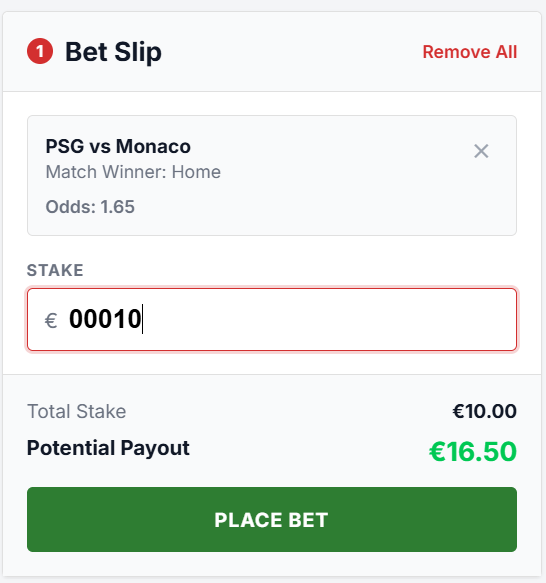 1 Bet Slip Remove All
PSG vs Monaco
Match Winner: Home
Odds: 1.65
STAKE
€ 00010
Total Stake €10.00
Potential Payout €16.50
PLACE BET